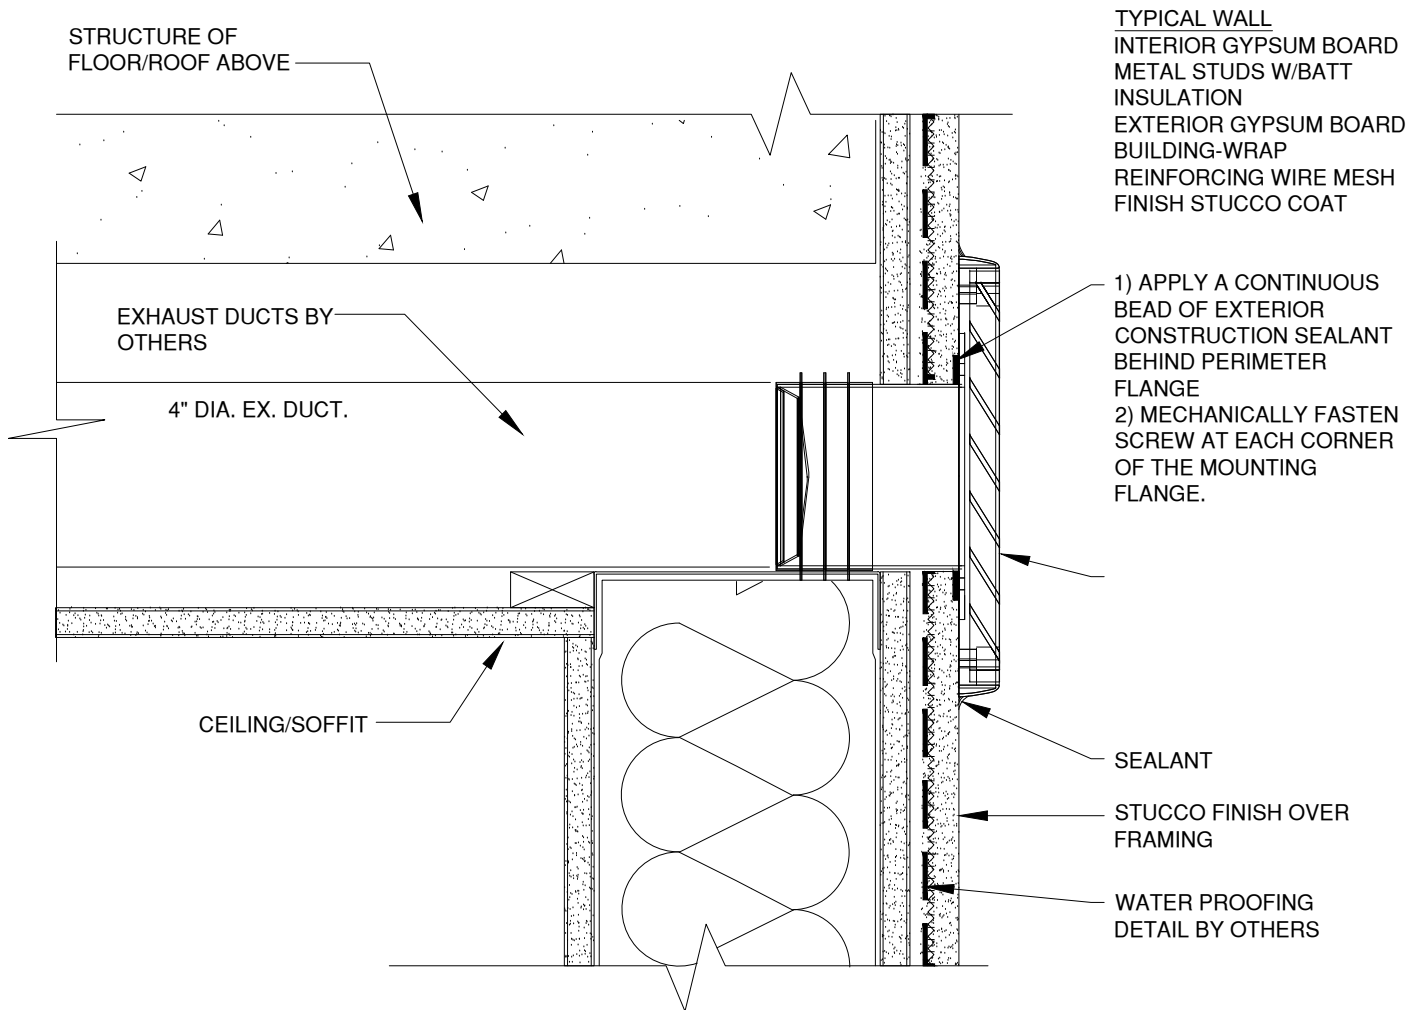 STRUCTURE OF
FLOOR/ROOF ABOVE
EXHAUST DUCTS BY
OTHERS
4" DIA. EX. DUCT.
CEILING/SOFFIT
TYPICAL WALL
INTERIOR GYPSUM BOARD
METAL STUDS W/BATT
INSULATION
EXTERIOR GYPSUM BOARD
BUILDING-WRAP
REINFORCING WIRE MESH
FINISH STUCCO COAT
1) APPLY A CONTINUOUS
BEAD OF EXTERIOR
CONSTRUCTION SEALANT
BEHIND PERIMETER
FLANGE
2) MECHANICALLY FASTEN
SCREW AT EACH CORNER
OF THE MOUNTING
FLANGE.
SEALANT
STUCCO FINISH OVER
FRAMING
WATER PROOFING
DETAIL BY OTHERS